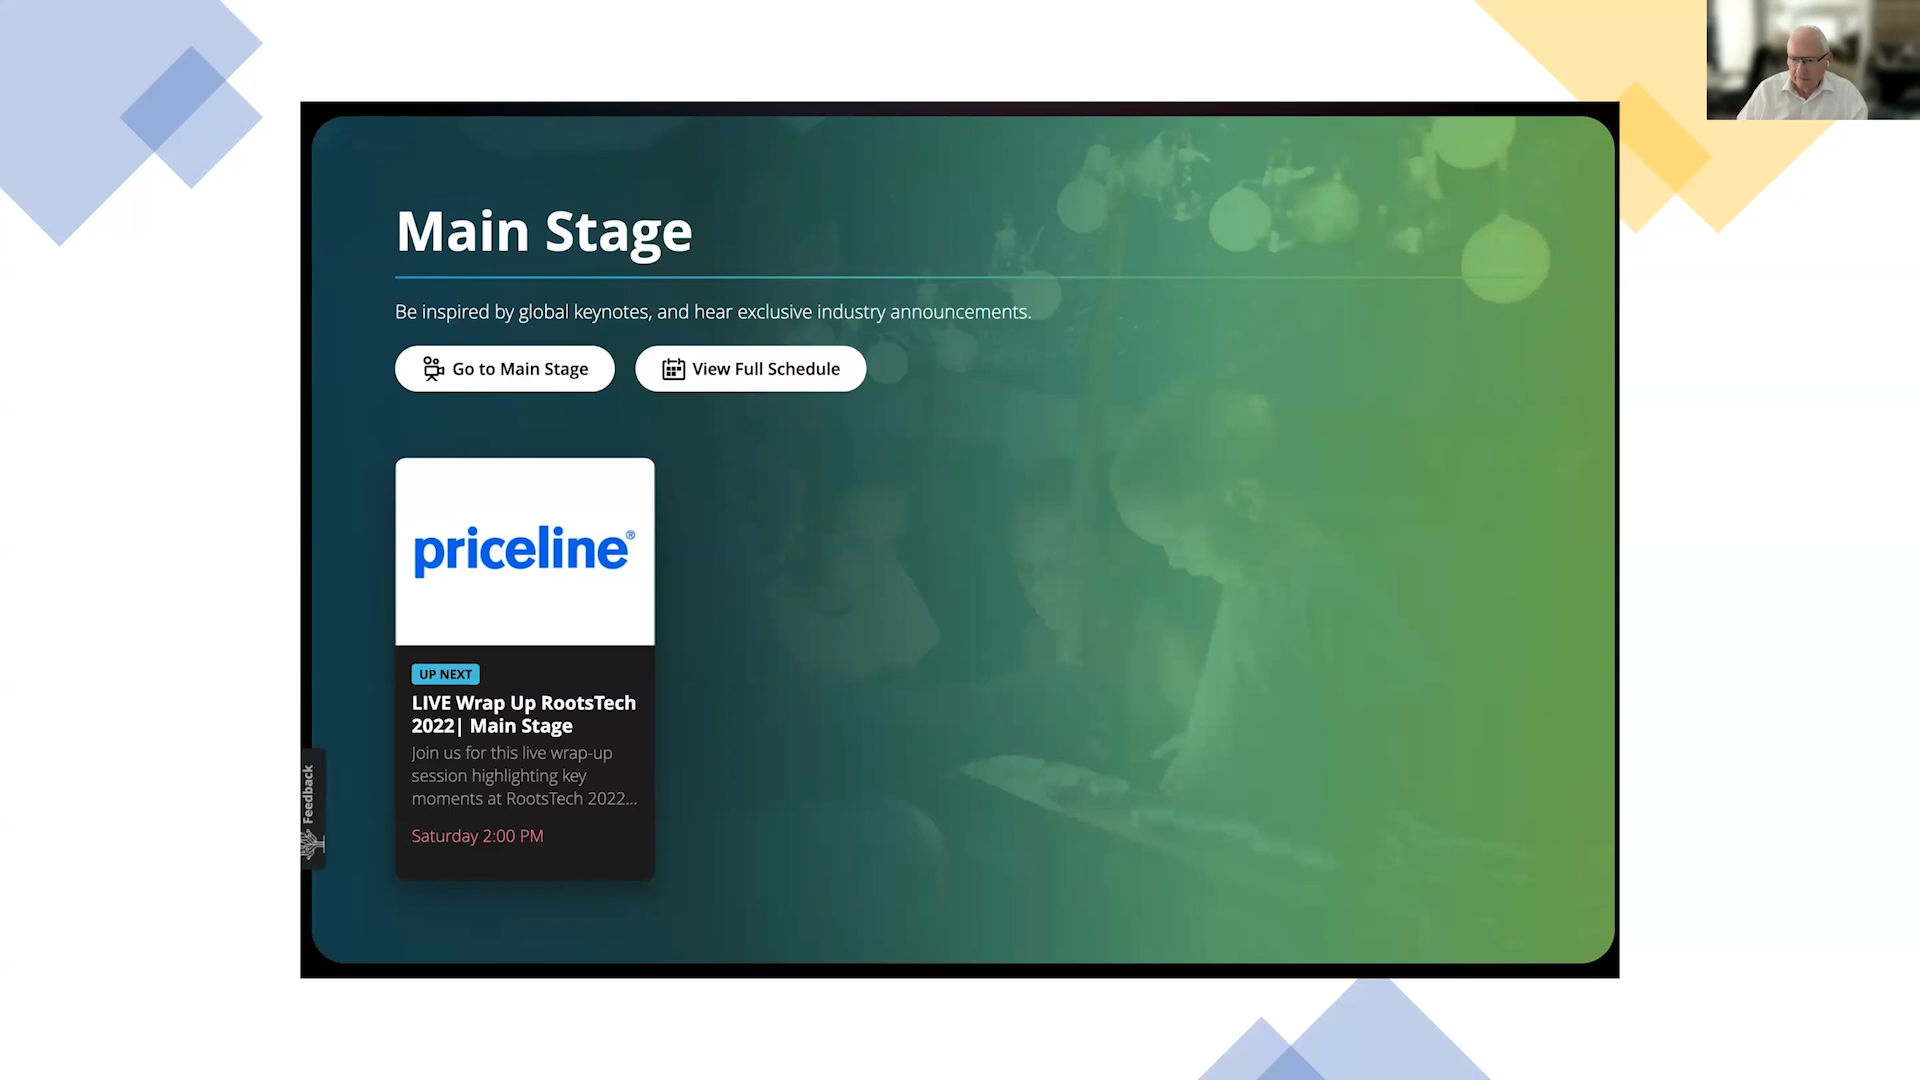 Main Stage
Be inspired by global keynotes, and hear exclusive industry announcements.
Go to Main Stage
View Full Schedule
priceline®
UP NEXT
LIVE Wrap Up RootsTech
2022| Main Stage
Join us for this live wrap-up
session highlighting key
moments at RootsTech 2022...
Saturday 2:00 PM
Feedback